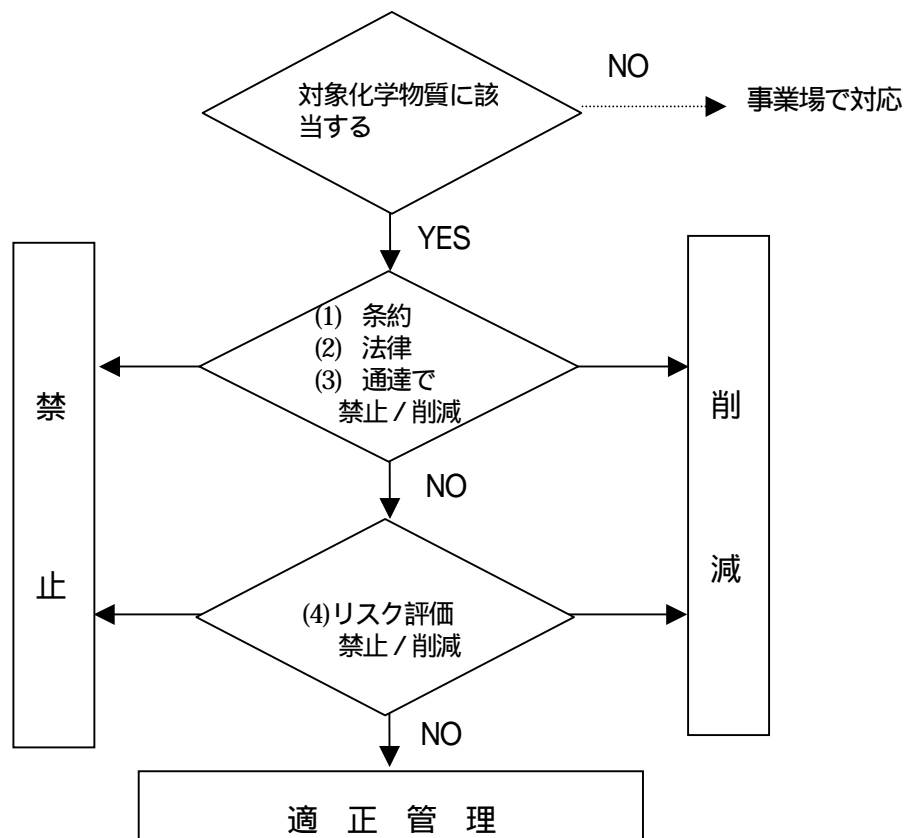 NO
対象化学物質に該
当する
事業場で対応
YES
(1) 条約
(2) 法律
(3) 通達で
禁止/削減
禁
止
削
減
NO
(4)リスク評価
禁止/削減
NO
適 正 管 理